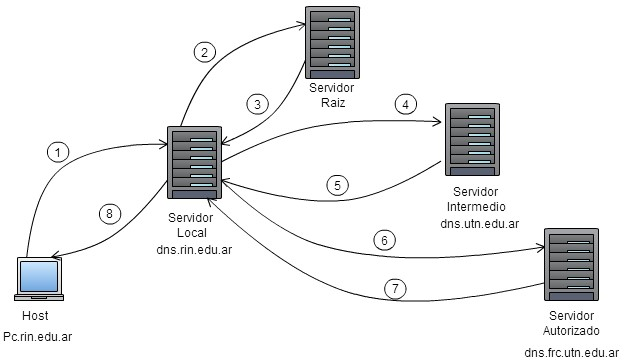 2
Servidor
Raiz
3
4
1
5
Servidor
Intermedio
dns.utn.edu.ar
8
Servidor
Local
dns.rin.edu.ar
6
7
Host
Pc.rin.edu.ar
Servidor
Autorizado
dns.frc.utn.edu.ar